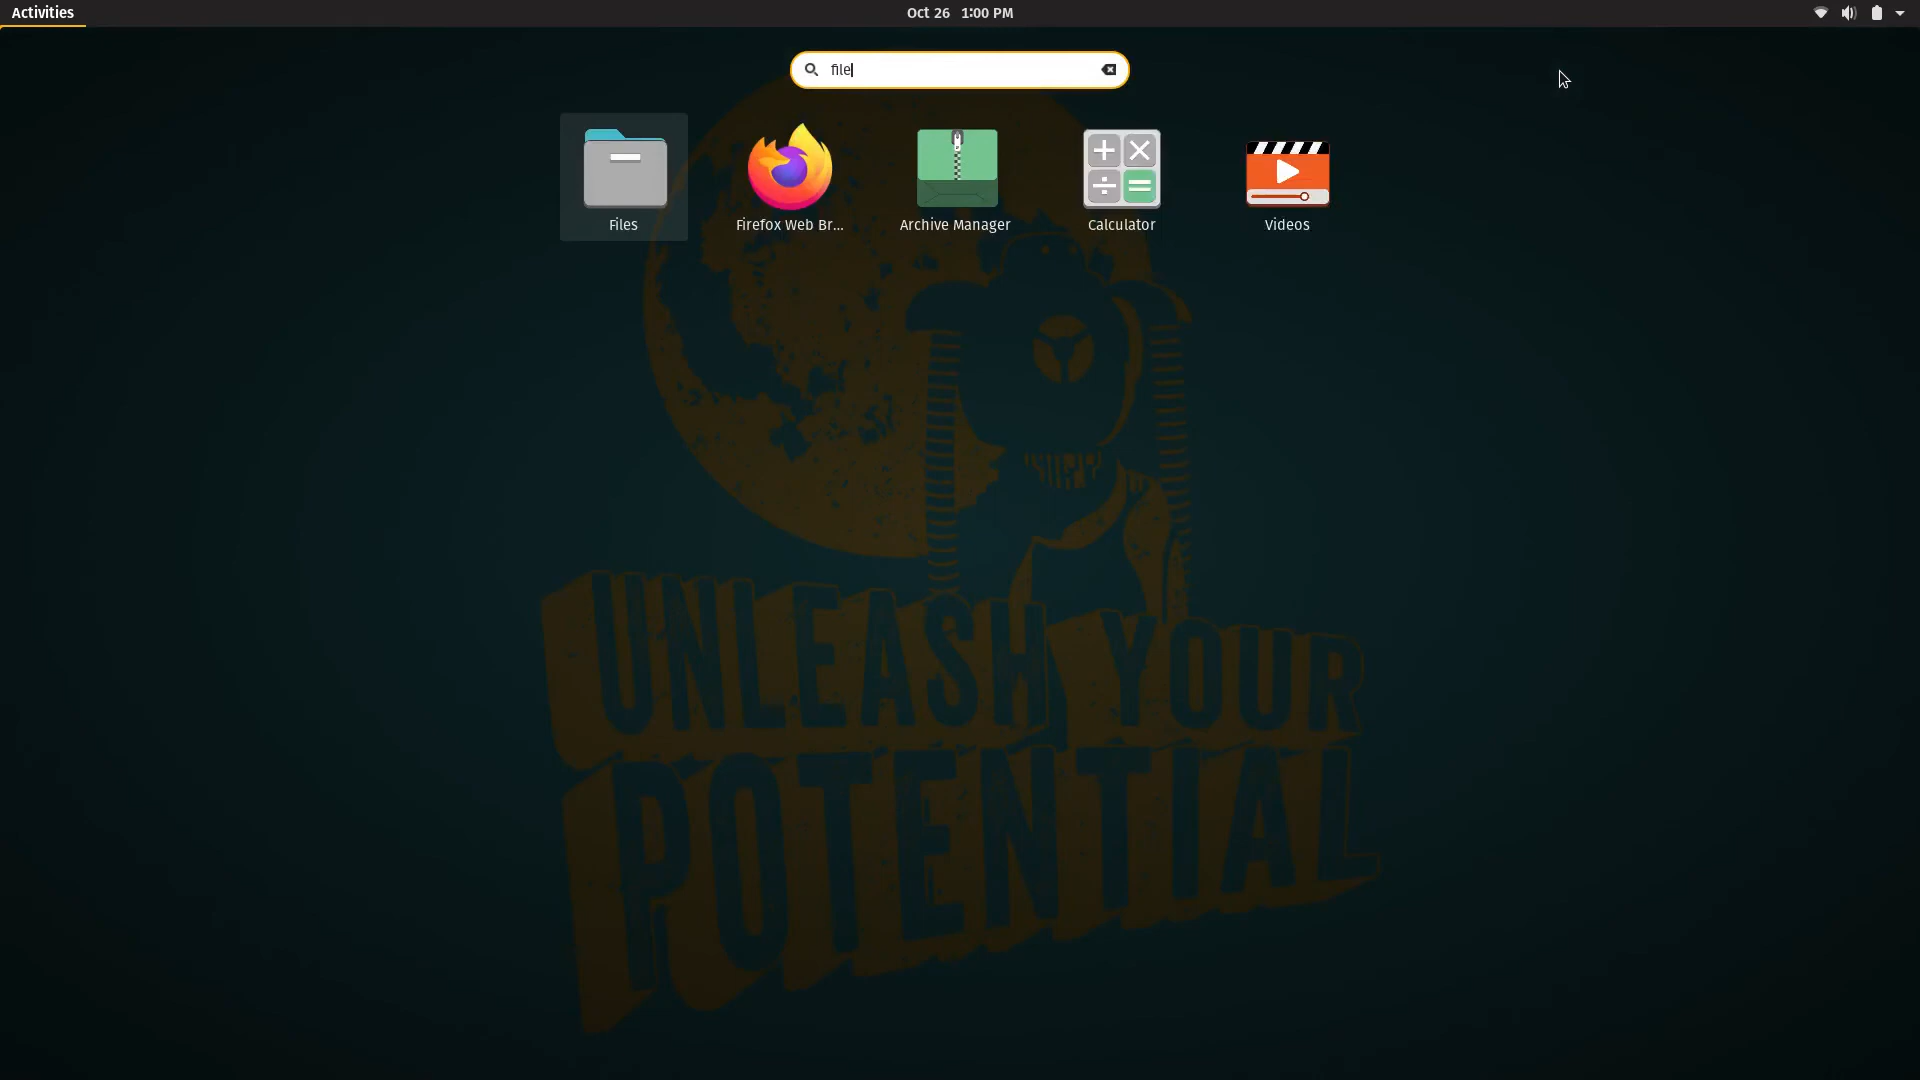 Activities
Oct 26 1:00 PM
file
Files
Firefox Web Br...
Archive Manager
Calculator
Videos
UNLEASH YOUR
POTENTIAL